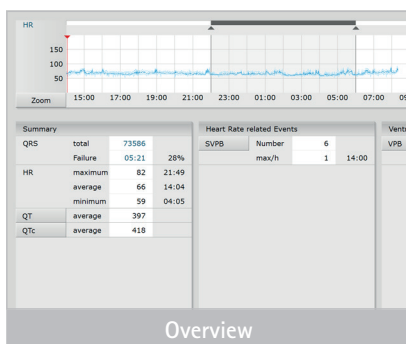 HR
150
100
50
Zoom 15:00 17:00 19:00 21:00 23:00 01:00 03:00 05:00 07:00 09
Summary
QRS total 73586
Failure 05:21 28%
HR maximum 82 21:49
average 66 14:04
minimum 59 04:05
QT average 397
QTc average 418
Heart Rate related Events
SVPB Number 6
max/h 1 14:00
Ventr
VPB
Overview